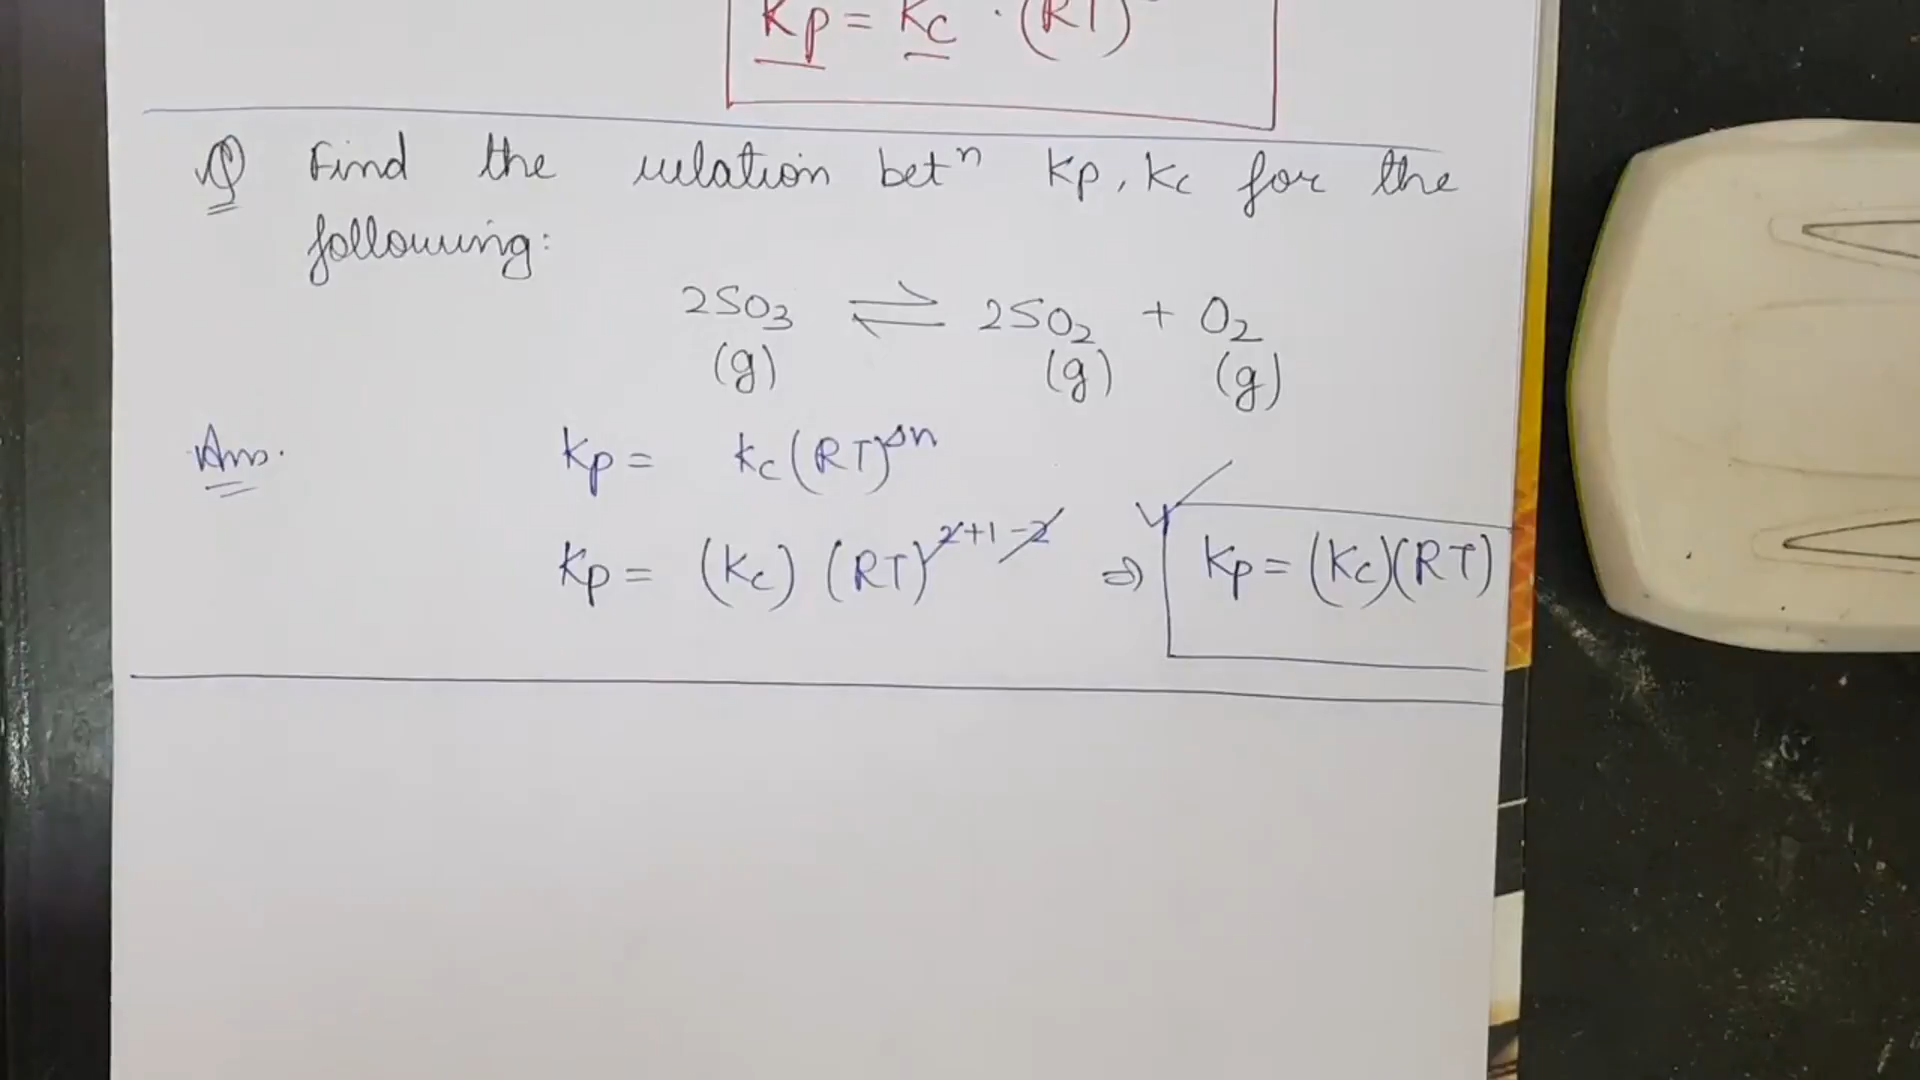 Kp = Kc · (RT)
Q Find the relation betⁿ Kp, Kc for the
following:
2SO₃ ⇌ 2SO₂ + O₂
(g) (g) (g)
Ans. Kp = Kc(RT)^Δn
Kp = (Kc) (RT)^2+1-2 ⇒ Kp = (Kc)(RT)